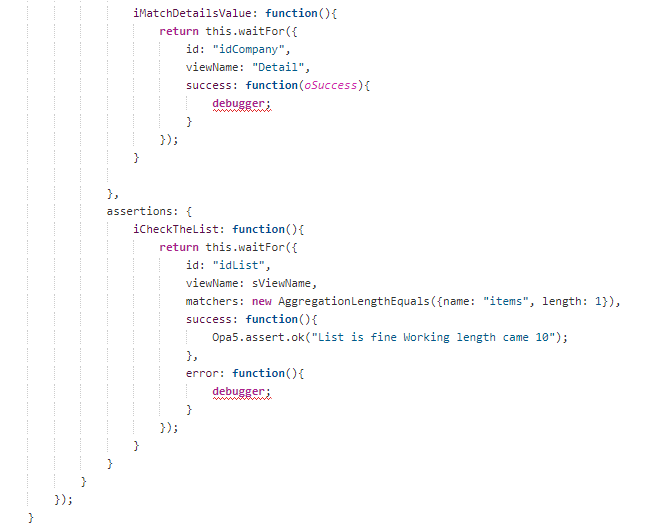 iMatchDetailsValue: function(){
return this.waitFor({
id: "idCompany",
viewName: "Detail",
success: function(oSuccess){
debugger;
}
});
}
},
assertions: {
iCheckTheList: function(){
return this.waitFor({
id: "idList",
viewName: sViewName,
matchers: new AggregationLengthEquals({name: "items", length: 1}),
success: function(){
Opa5.assert.ok("List is fine Working length came 10");
},
error: function(){
debugger;
}
});
}
}
}
});
}